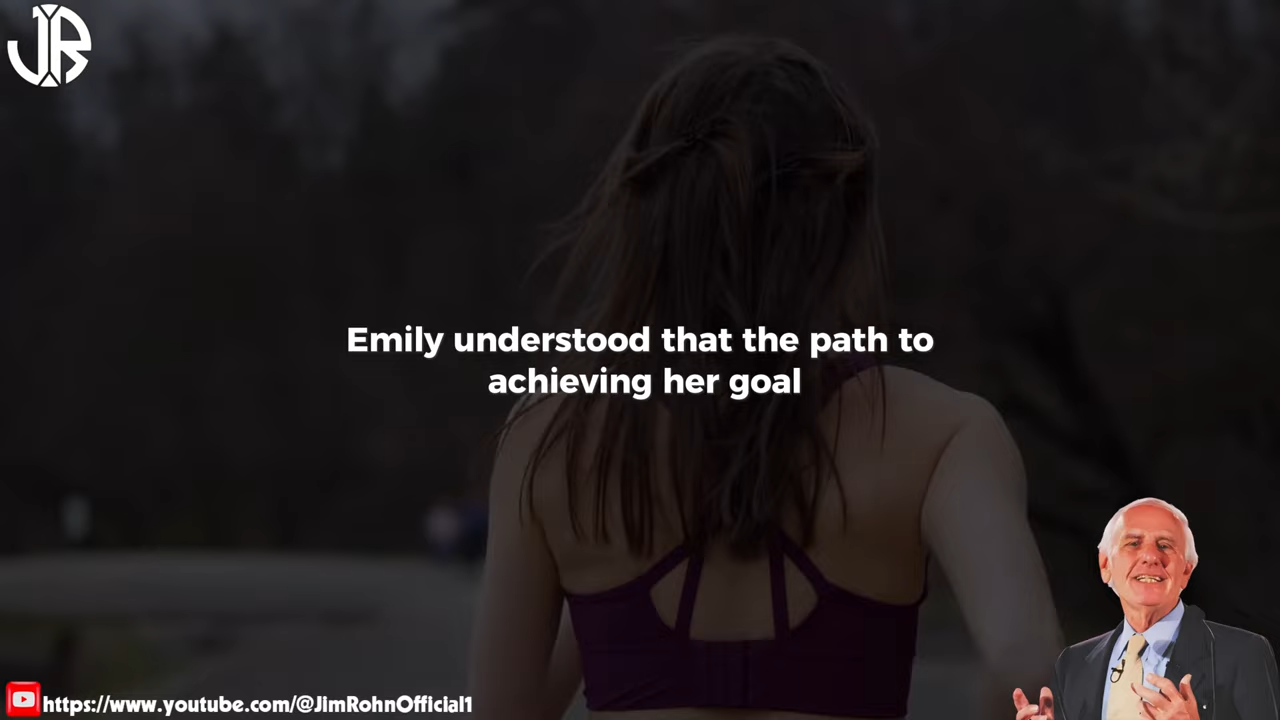 JR
Emily understood that the path to
achieving her goal
https://www.youtube.com/@JimRohnOfficial1